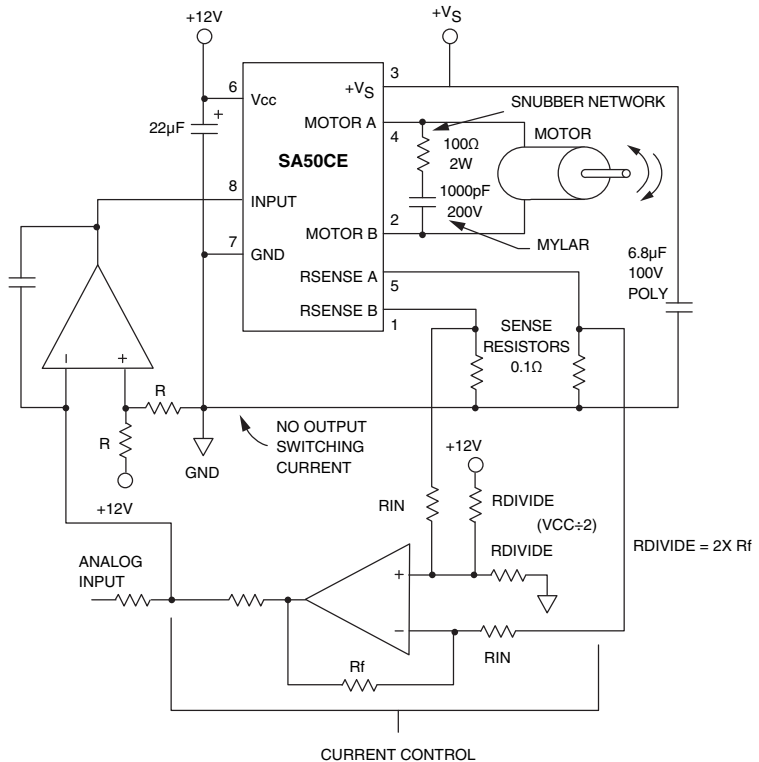 +12V
+VS
3
6
Vcc
+VS
SNUBBER NETWORK
+
22µF
MOTOR A
4
MOTOR
100Ω
2W
SA50CE
8
INPUT
1000pF
200V
2
MOTOR B
7
GND
MYLAR
6.8µF
100V
POLY
RSENSE A
5
RSENSE B
1
SENSE
RESISTORS
0.1Ω
–
+
R
R
+12V
GND
NO OUTPUT
SWITCHING
CURRENT
+12V
RIN
RDIVIDE
(VCC÷2)
RDIVIDE
RDIVIDE = 2X Rf
ANALOG
INPUT
+
–
RIN
Rf
CURRENT CONTROL